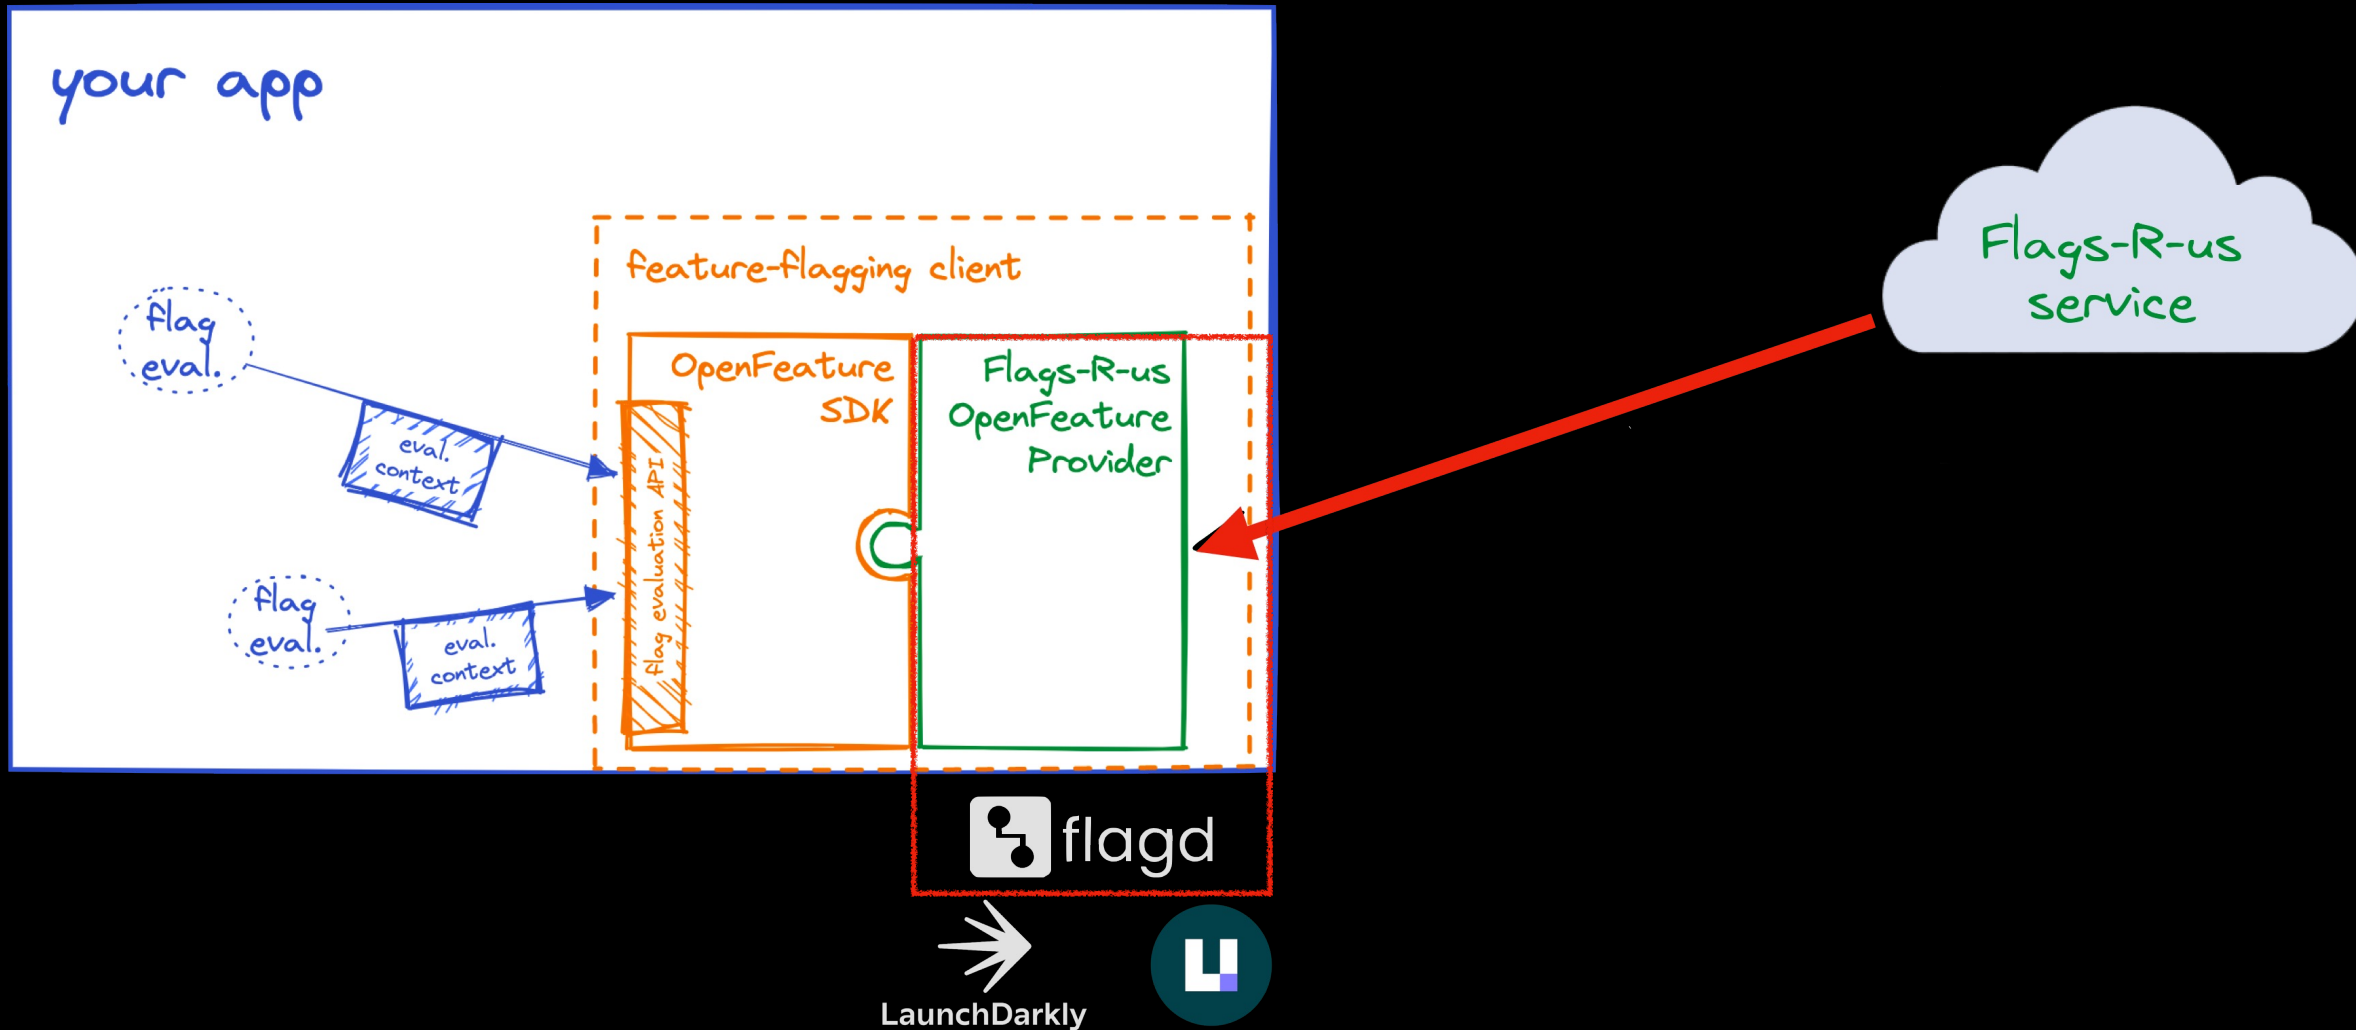 your app
feature-flagging client
flag
eval.
eval.
context
flag
eval.
eval.
context
OpenFeature
SDK
flag evaluation API
Flags-R-us
OpenFeature
Provider
Flags-R-us
service
flagd
LaunchDarkly